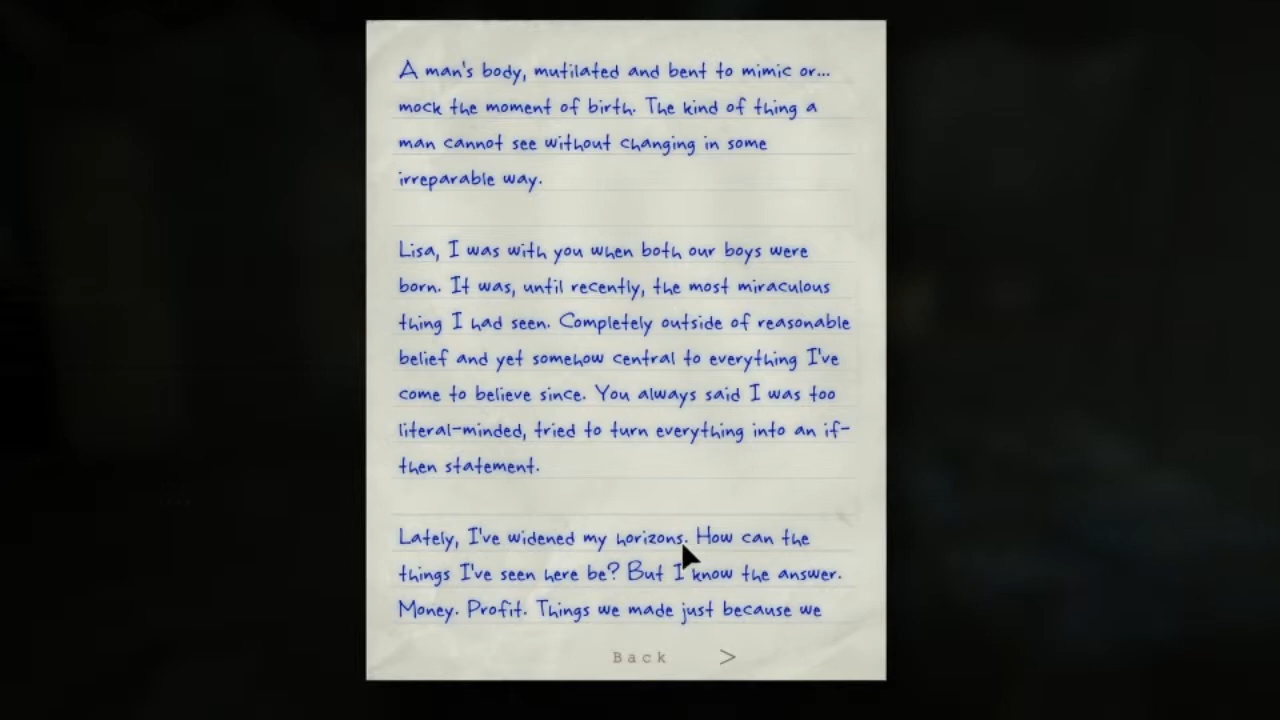 A man's body, mutilated and bent to mimic or...
mock the moment of birth. The kind of thing a
man cannot see without changing in some
irreparable way.
Lisa, I was with you when both our boys were
born. It was, until recently, the most miraculous
thing I had seen. Completely outside of reasonable
belief and yet somehow central to everything I've
come to believe since. You always said I was too
literal-minded, tried to turn everything into an if-
then statement.
Lately, I've widened my horizons. How can the
things I've seen here be? But I know the answer.
Money. Profit. Things we made just because we
Back >